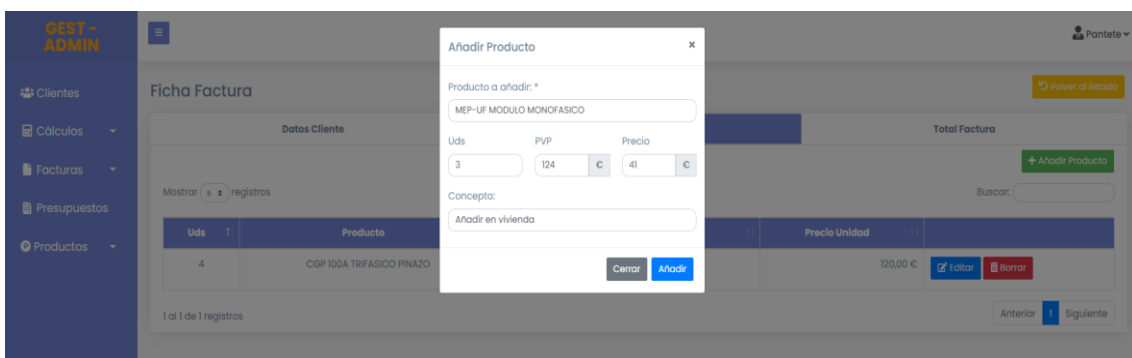 GEST-
ADMIN
Pantete
Clientes
Cálculos
Facturas
Presupuestos
Productos
Ficha Factura
Volver al listado
Datos Cliente
Total Factura
+ Añadir Producto
Mostrar 5 registros
Buscar:
Uds Producto Precio Unidad
4 CGP 100A TRIFASICO PINAZO 120,00 € Editar Borrar
1 al 1 de 1 registros
Anterior 1 Siguiente
Añadir Producto ×
Producto a añadir: *
MEP-UF MODULO MONOFASICO
Uds PVP Precio
3 124 € 41 €
Concepto:
Añadir en vivienda
Cerrar Añadir